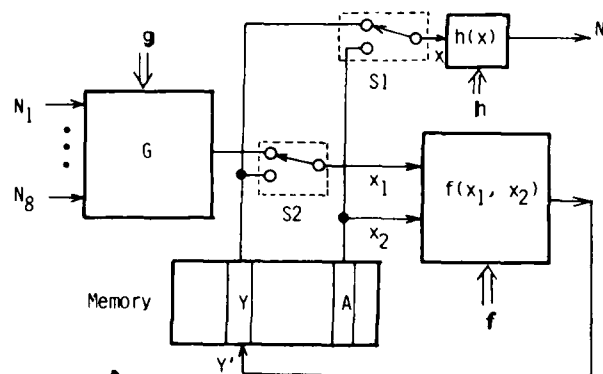 g
h(x)
N
x
S1
h
N1
N8
G
S2
x1
x2
f(x1, x2)
Memory
Y
A
f
Y'